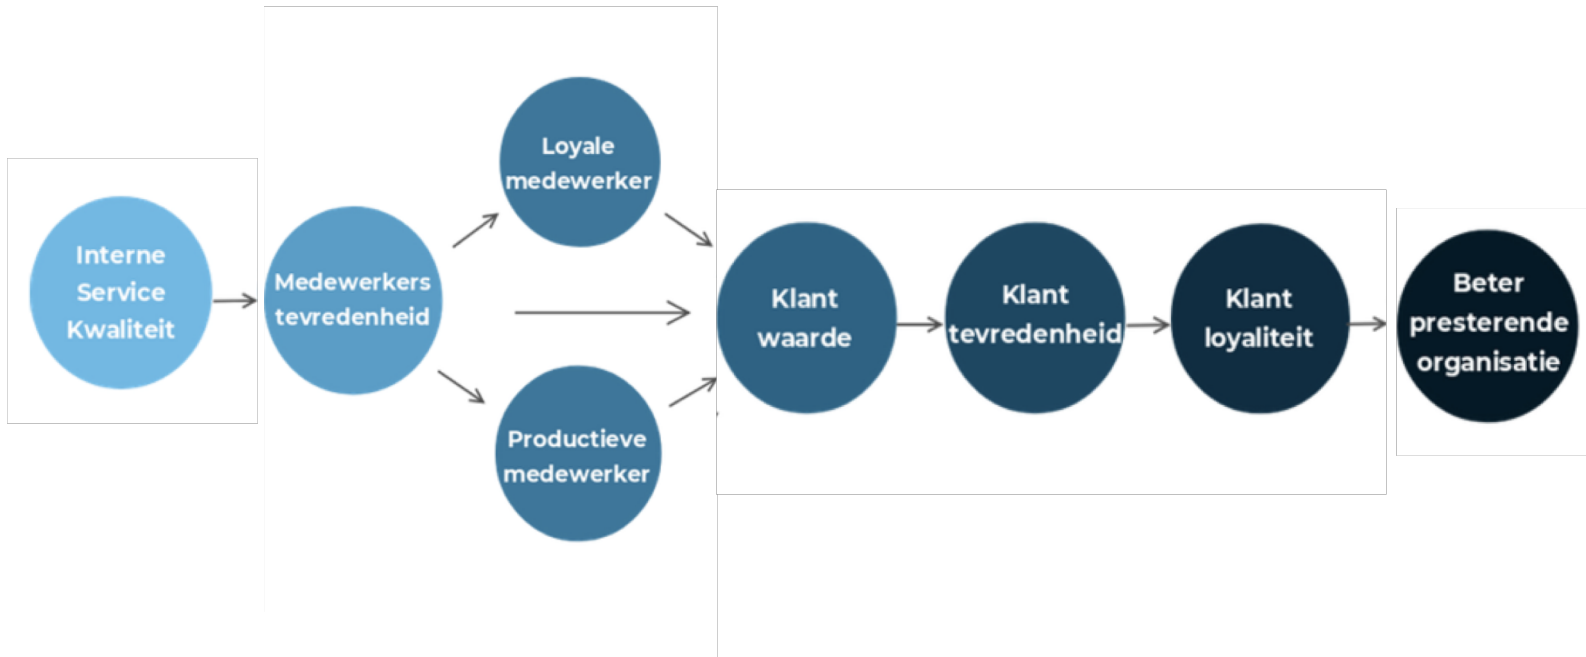 Interne
Service
Kwaliteit
Medewerkers
tevredenheid
Loyale
medewerker
Productieve
medewerker
Klant
waarde
Klant
tevredenheid
Klant
loyaliteit
Beter
presterende
organisatie